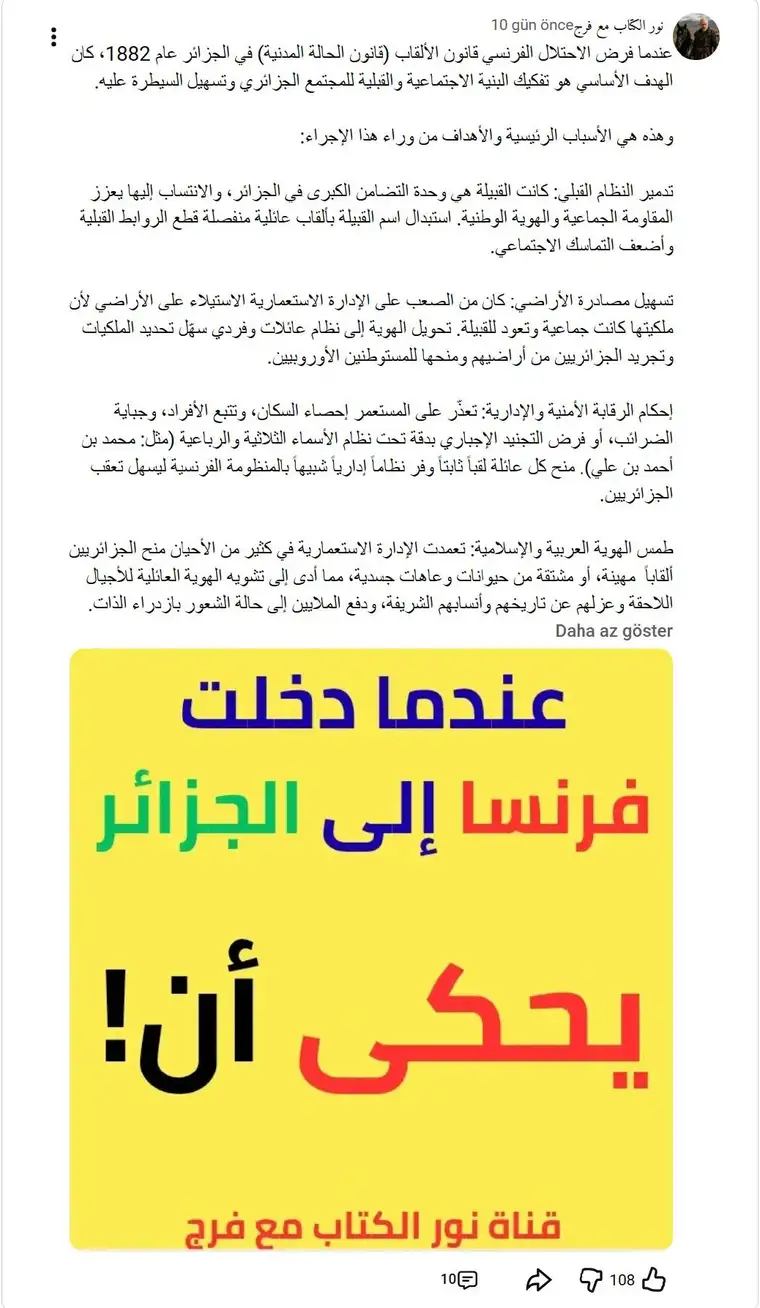 نور الكتاب مع فرج 10 gün önce
عندما فرض الاحتلال الفرنسي قانون الألقاب (قانون الحالة المدنية) في الجزائر عام 1882، كان
الهدف الأساسي هو تفكيك البنية الاجتماعية والقبلية للمجتمع الجزائري وتسهيل السيطرة عليه.
وهذه هي الأسباب الرئيسية والأهداف من وراء هذا الإجراء:
تدمير النظام القبلي: كانت القبيلة هي وحدة التضامن الكبرى في الجزائر، والانتساب إليها يعزز
المقاومة الجماعية والهوية الوطنية. استبدال اسم القبيلة بألقاب عائلية منفصلة قطع الروابط القبلية
وأضعف التماسك الاجتماعي.
تسهيل مصادرة الأراضي: كان من الصعب على الإدارة الاستعمارية الاستيلاء على الأراضي لأن
ملكيتها كانت جماعية وتعود للقبيلة. تحويل الهوية إلى نظام عائلات وفردي سهّل تحديد الملكيات
وتجريد الجزائريين من أراضيهم ومنحها للمستوطنين الأوروبيين.
إحكام الرقابة الأمنية والإدارية: تعذّر على المستعمر إحصاء السكان، وتتبع الأفراد، وجباية
الضرائب، أو فرض التجنيد الإجباري بدقة تحت نظام الأسماء الثلاثية والرباعية (مثل: محمد بن
أحمد بن علي). منح كل عائلة لقباً ثابتاً وفر نظاماً إدارياً شبيهاً بالمنظومة الفرنسية ليسهل تعقب
الجزائريين.
طمس الهوية العربية والإسلامية: تعمدت الإدارة الاستعمارية في كثير من الأحيان منح الجزائريين
ألقاباً مهينة، أو مشتقة من حيوانات وعاهات جسدية، مما أدى إلى تشويه الهوية العائلية للأجيال
اللاحقة وعزلهم عن تاريخهم وأنسابهم الشريفة، ودفع الملايين إلى حالة الشعور بازدراء الذات.
Daha az göster
عندما دخلت
فرنسا إلى الجزائر
يحكى أن!
قناة نور الكتاب مع فرج
108 10